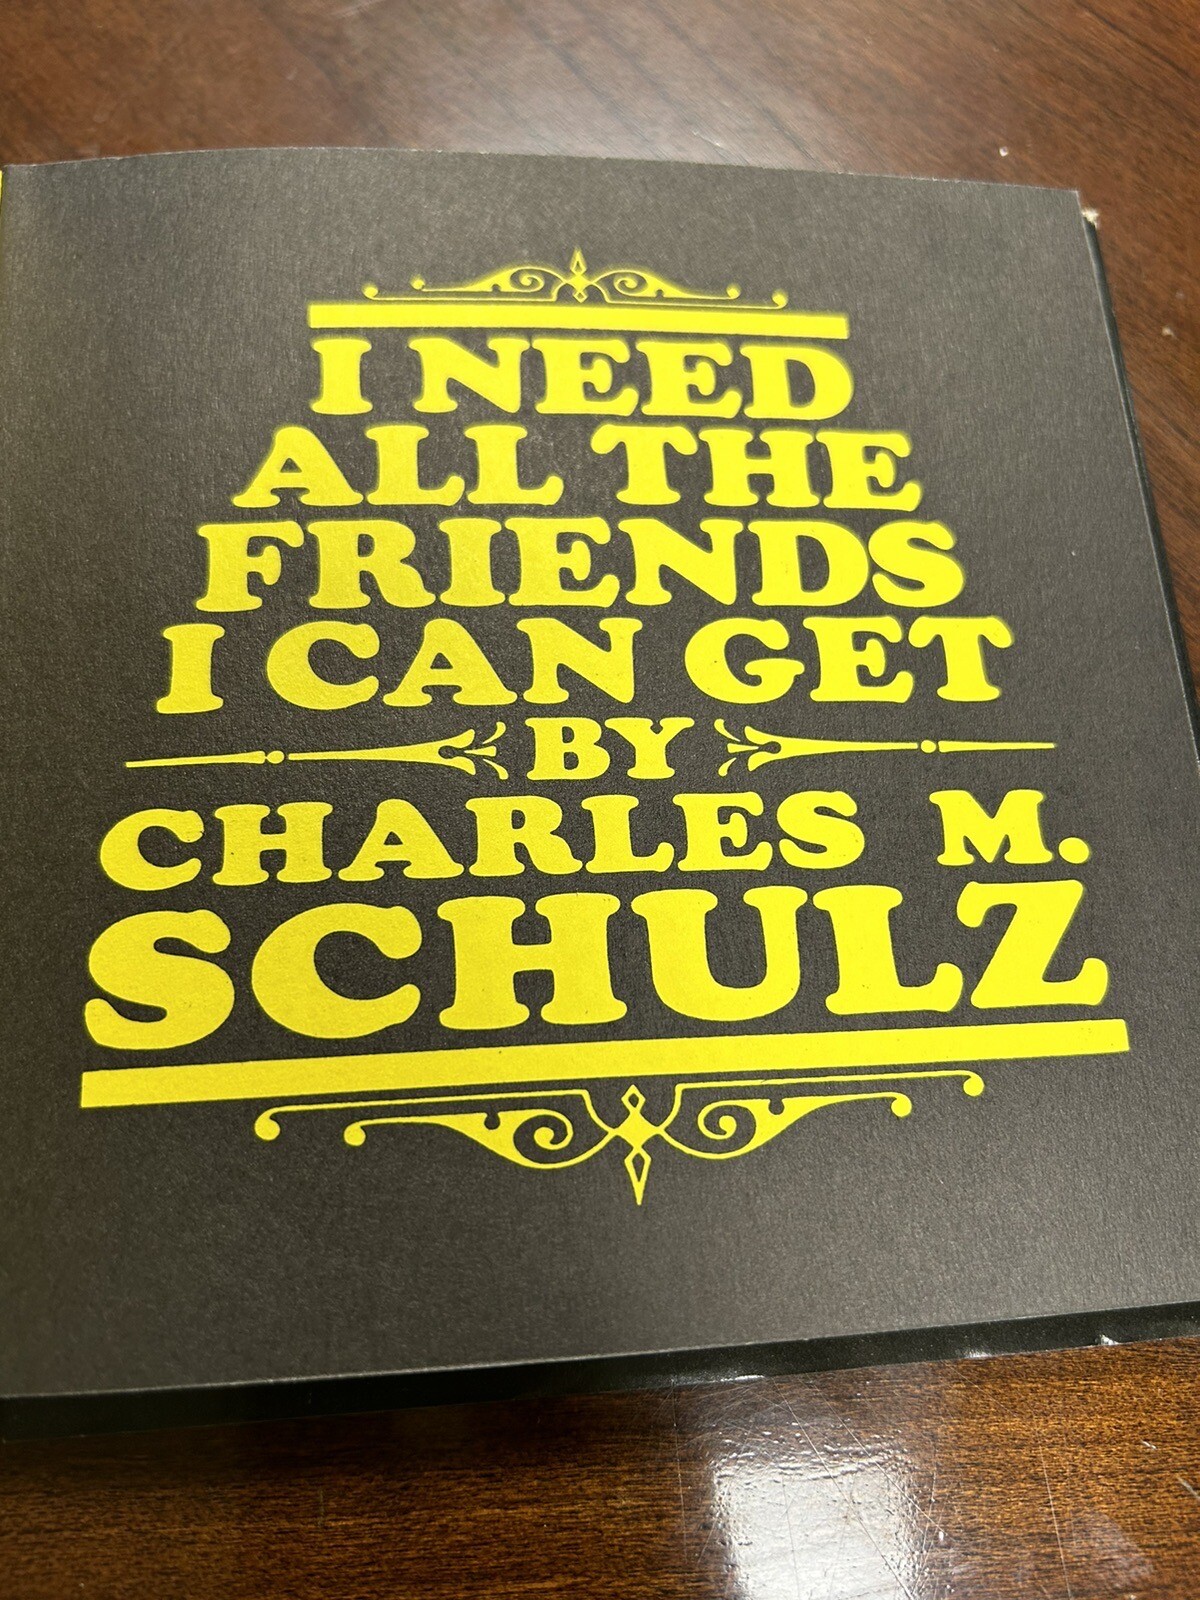 I NEED
ALL THE
FRIENDS
I CAN GET
BY
CHARLES M.
SCHULZ